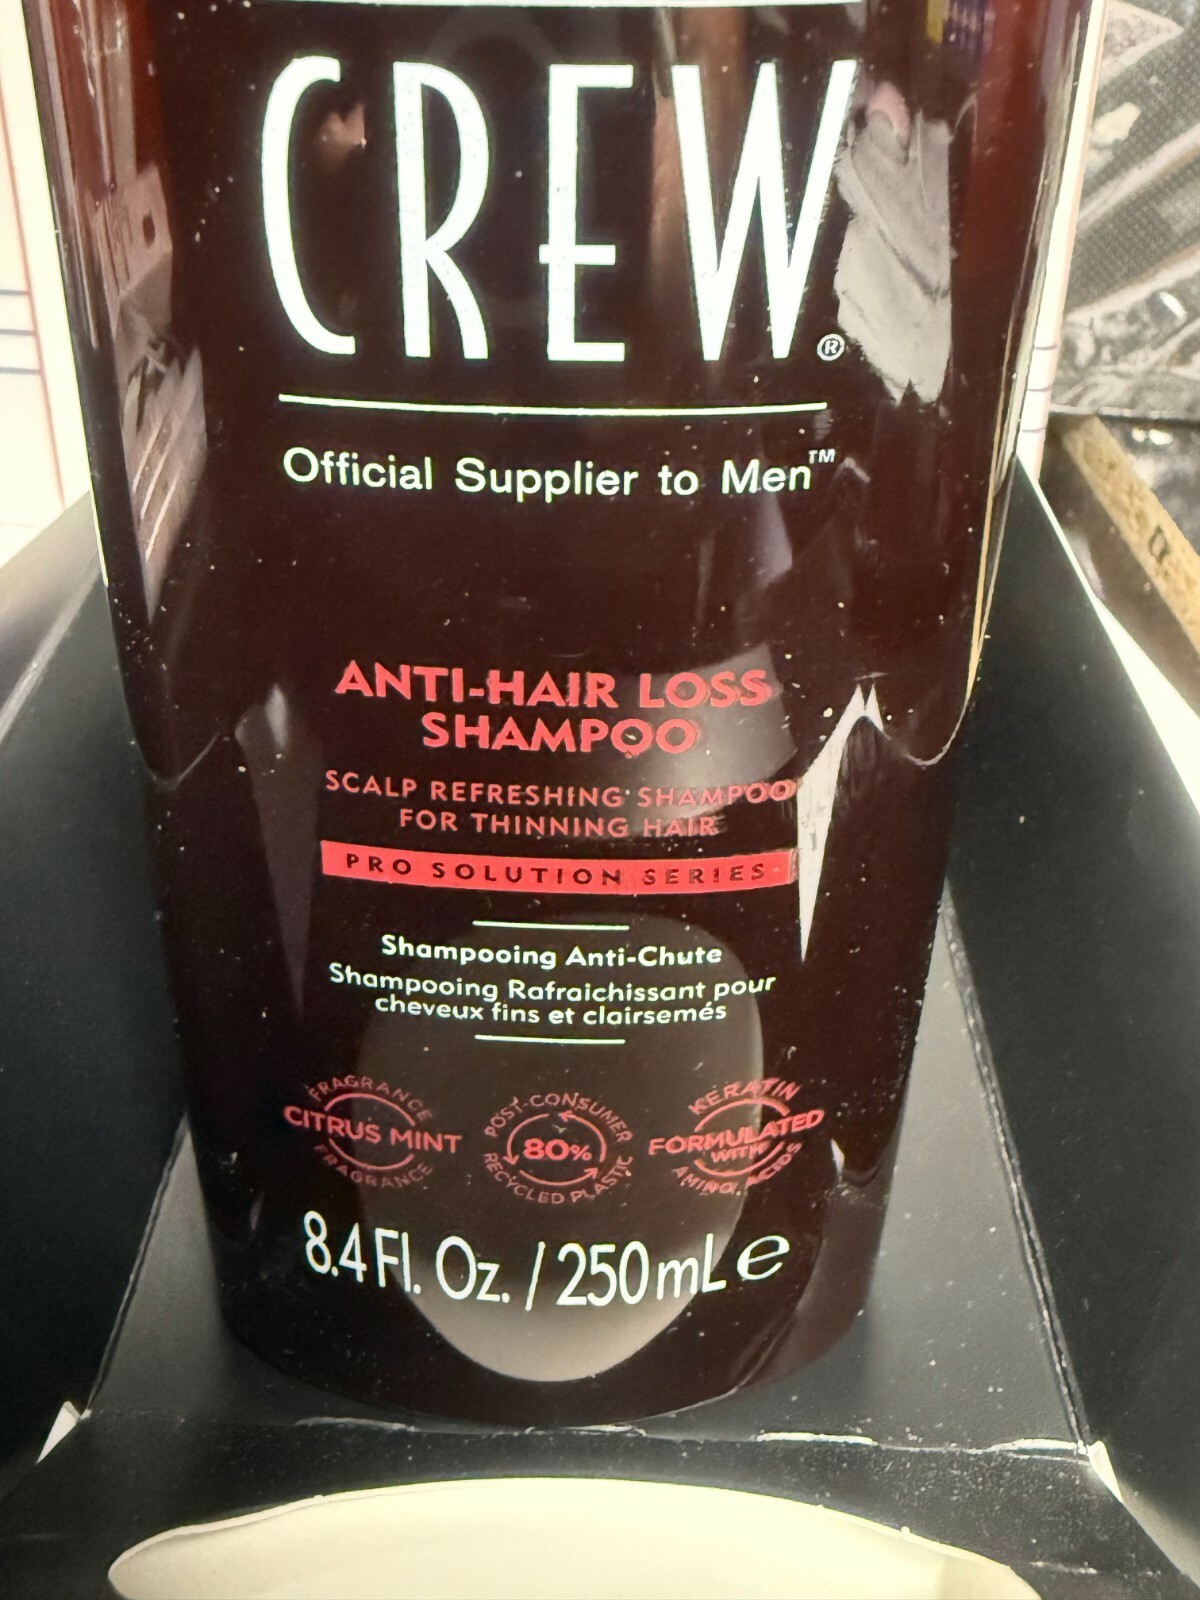 CREW®
Official Supplier to Men™
ANTI-HAIR LOSS
SHAMPOO
SCALP REFRESHING SHAMPOO
FOR THINNING HAIR
PRO SOLUTION SERIES
Shampooing Anti-Chute
Shampooing Rafraichissant pour
cheveux fins et clairsemés
FRAGRANCE
CITRUS MINT
FRAGRANCE
POST-CONSUMER
80%
RECYCLED PLASTIC
KERATIN
FORMULATED
WITH
AMINO ACIDS
8.4 Fl. Oz. / 250 mL e